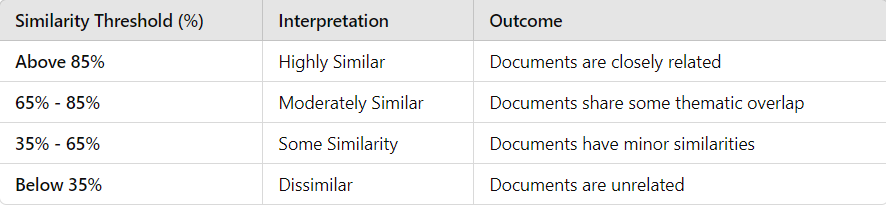 Similarity Threshold (%) Interpretation Outcome
Above 85% Highly Similar Documents are closely related
65% - 85% Moderately Similar Documents share some thematic overlap
35% - 65% Some Similarity Documents have minor similarities
Below 35% Dissimilar Documents are unrelated